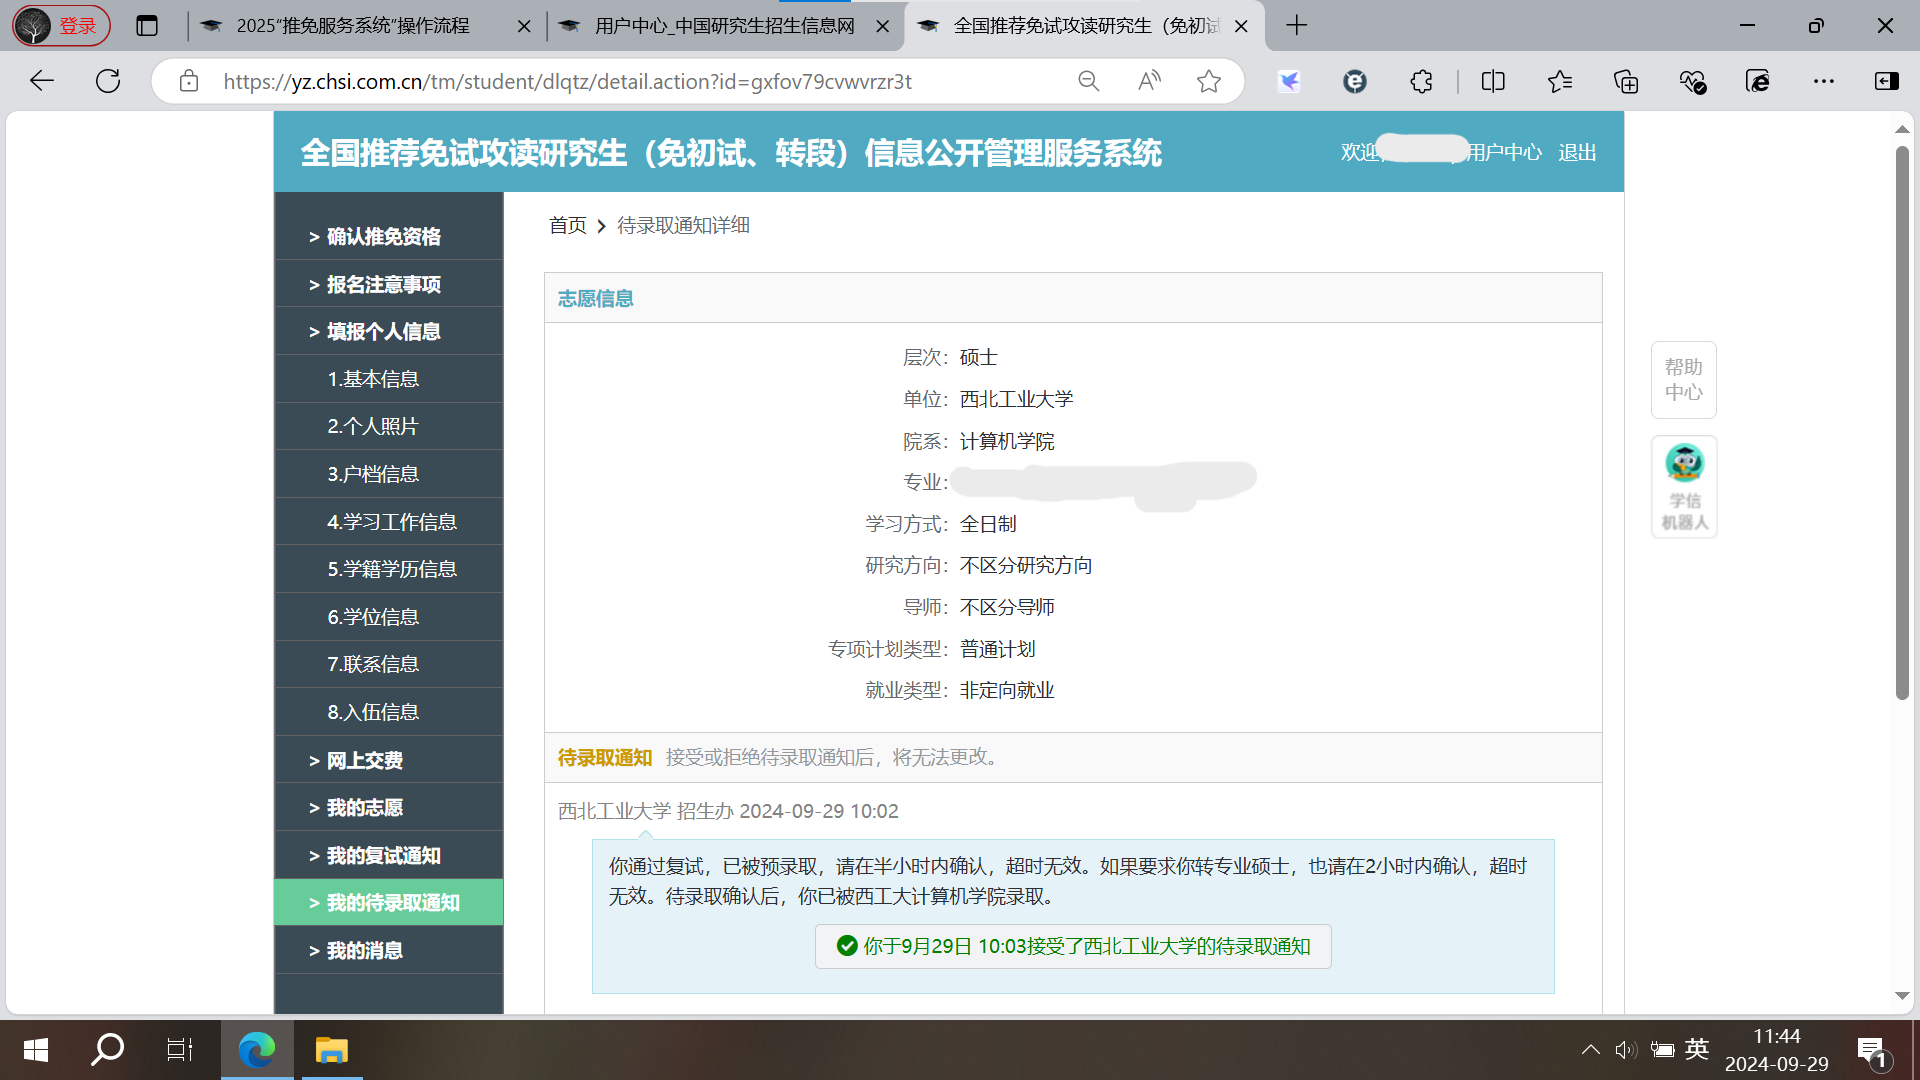 登录
2025“推免服务系统”操作流程
用户中心_中国研究生招生信息网
全国推荐免试攻读研究生（免初试
https://yz.chsi.com.cn/tm/student/dlqtz/detail.action?id=gxfov79cvwvrzr3t
全国推荐免试攻读研究生（免初试、转段）信息公开管理服务系统
欢迎 用户中心 退出
> 确认推免资格
> 报名注意事项
> 填报个人信息
1.基本信息
2.个人照片
3.户档信息
4.学习工作信息
5.学籍学历信息
6.学位信息
7.联系信息
8.入伍信息
> 网上交费
> 我的志愿
> 我的复试通知
> 我的待录取通知
> 我的消息
首页 > 待录取通知详细
志愿信息
层次：硕士
单位：西北工业大学
院系：计算机学院
专业：
学习方式：全日制
研究方向：不区分研究方向
导师：不区分导师
专项计划类型：普通计划
就业类型：非定向就业
待录取通知 接受或拒绝待录取通知后，将无法更改。
西北工业大学 招生办 2024-09-29 10:02
你通过复试，已被预录取，请在半小时内确认，超时无效。如果要求你转专业硕士，也请在2小时内确认，超时
无效。待录取确认后，你已被西工大计算机学院录取。
你于9月29日 10:03接受了西北工业大学的待录取通知
帮助
中心
学信
机器人
英
11:44
2024-09-29
1